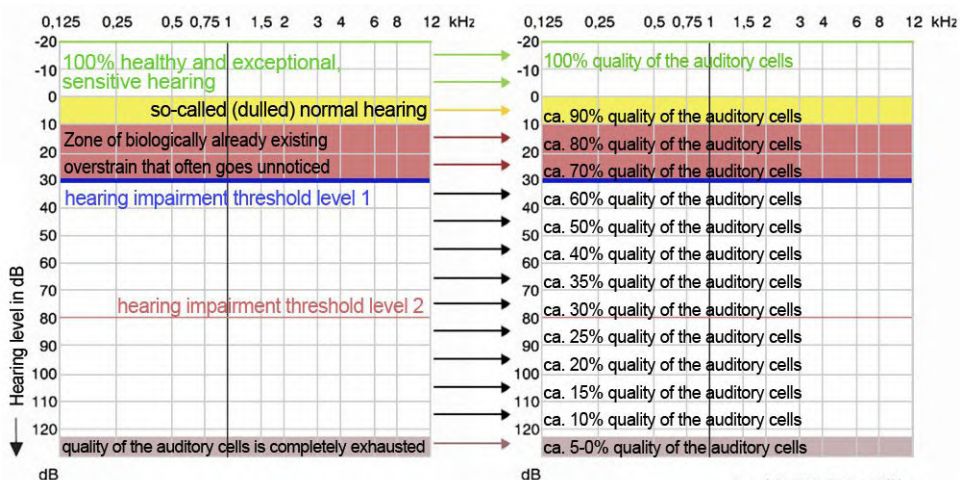 0,125 0,25 0,5 0,75 1 1,5 2 3 4 6 8 12 kHz
-20
-10
0
10
20
30
40
50
60
70
80
90
100
110
120
dB
Hearing level in dB
100% healthy and exceptional,
sensitive hearing
so-called (dulled) normal hearing
Zone of biologically already existing
overstrain that often goes unnoticed
hearing impairment threshold level 1
hearing impairment threshold level 2
quality of the auditory cells is completely exhausted
0,125 0,25 0,5 0,75 1 1,5 2 3 4 6 8 12 kHz
-20
-10
0
10
20
30
40
50
60
70
80
90
100
110
120
dB
100% quality of the auditory cells
ca. 90% quality of the auditory cells
ca. 80% quality of the auditory cells
ca. 70% quality of the auditory cells
ca. 60% quality of the auditory cells
ca. 50% quality of the auditory cells
ca. 40% quality of the auditory cells
ca. 35% quality of the auditory cells
ca. 30% quality of the auditory cells
ca. 25% quality of the auditory cells
ca. 20% quality of the auditory cells
ca. 15% quality of the auditory cells
ca. 10% quality of the auditory cells
ca. 5-0% quality of the auditory cells